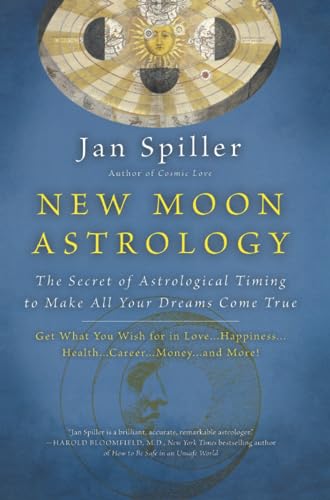 Jan Spiller
Author of Cosmic Love
NEW MOON
ASTROLOGY
The Secret of Astrological Timing
to Make All Your Dreams Come True
Get What You Wish for in Love...Happiness...
Health...Career...Money...and More!
"Jan Spiller is a brilliant, accurate, remarkable astrologer."
—HAROLD BLOOMFIELD, M.D., New York Times bestselling author
of How to Be Safe in an Unsafe World